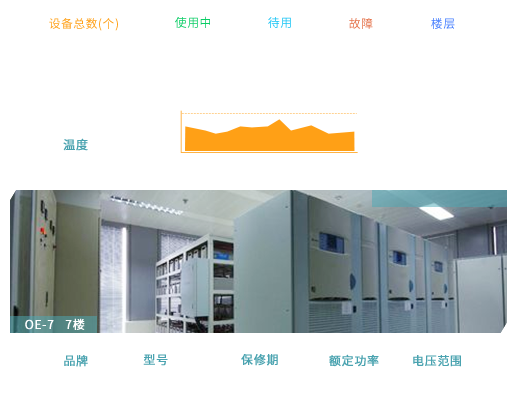 设备总数(个) 使用中 待用 故障 楼层
温度
OE-7 7楼
品牌 型号 保修期 额定功率 电压范围